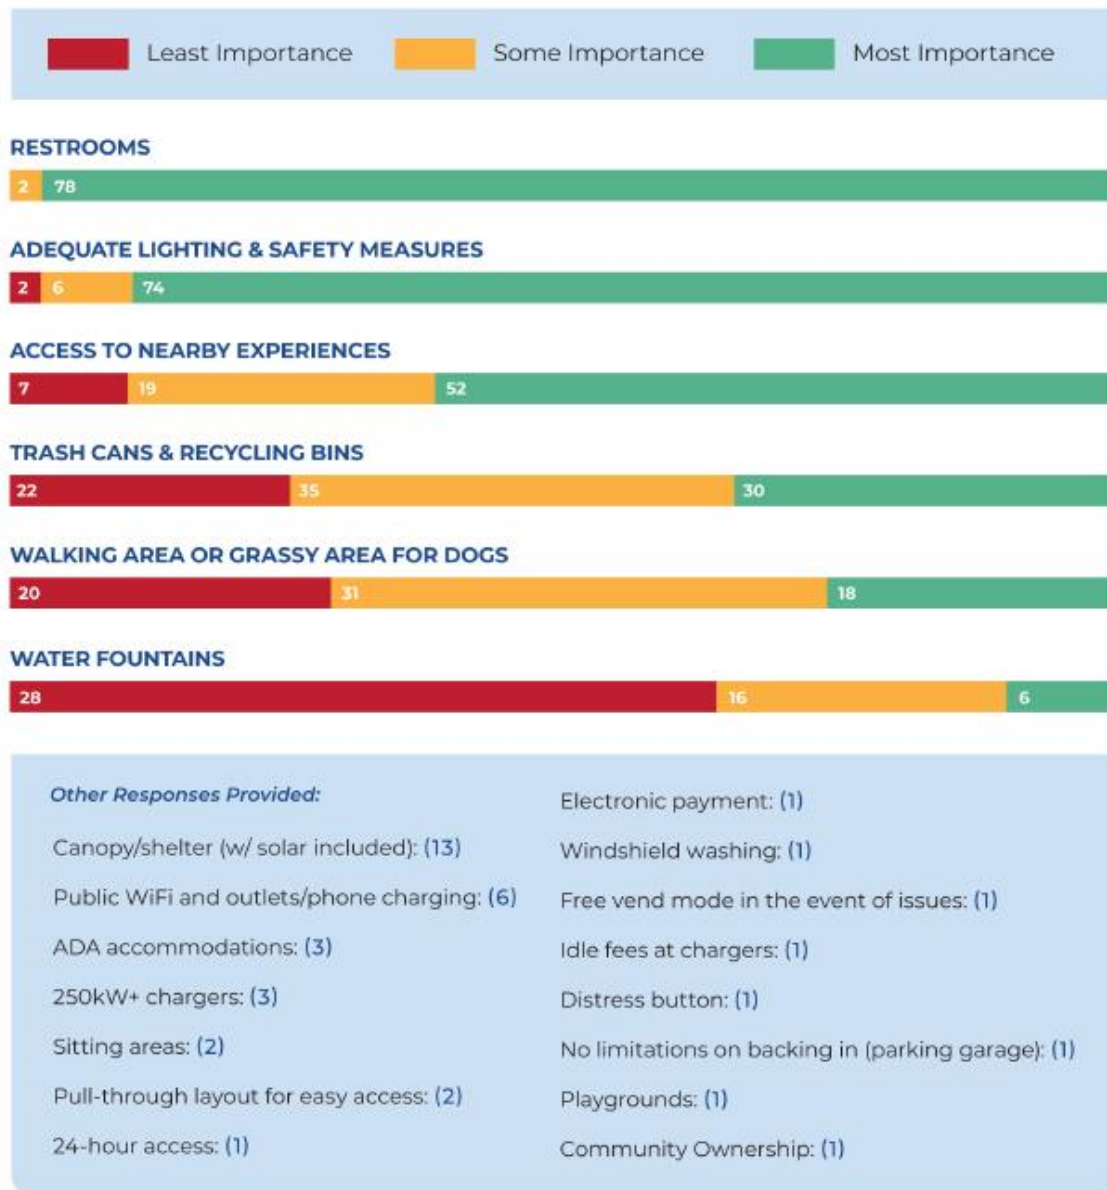 Least Importance Some Importance Most Importance
RESTROOMS
2 78
ADEQUATE LIGHTING & SAFETY MEASURES
2 6 74
ACCESS TO NEARBY EXPERIENCES
7 19 52
TRASH CANS & RECYCLING BINS
22 35 30
WALKING AREA OR GRASSY AREA FOR DOGS
20 31 18
WATER FOUNTAINS
28 16 6
Other Responses Provided:
Canopy/shelter (w/ solar included): (13)
Public WiFi and outlets/phone charging: (6)
ADA accommodations: (3)
250kW+ chargers: (3)
Sitting areas: (2)
Pull-through layout for easy access: (2)
24-hour access: (1)
Electronic payment: (1)
Windshield washing: (1)
Free vend mode in the event of issues: (1)
Idle fees at chargers: (1)
Distress button: (1)
No limitations on backing in (parking garage): (1)
Playgrounds: (1)
Community Ownership: (1)